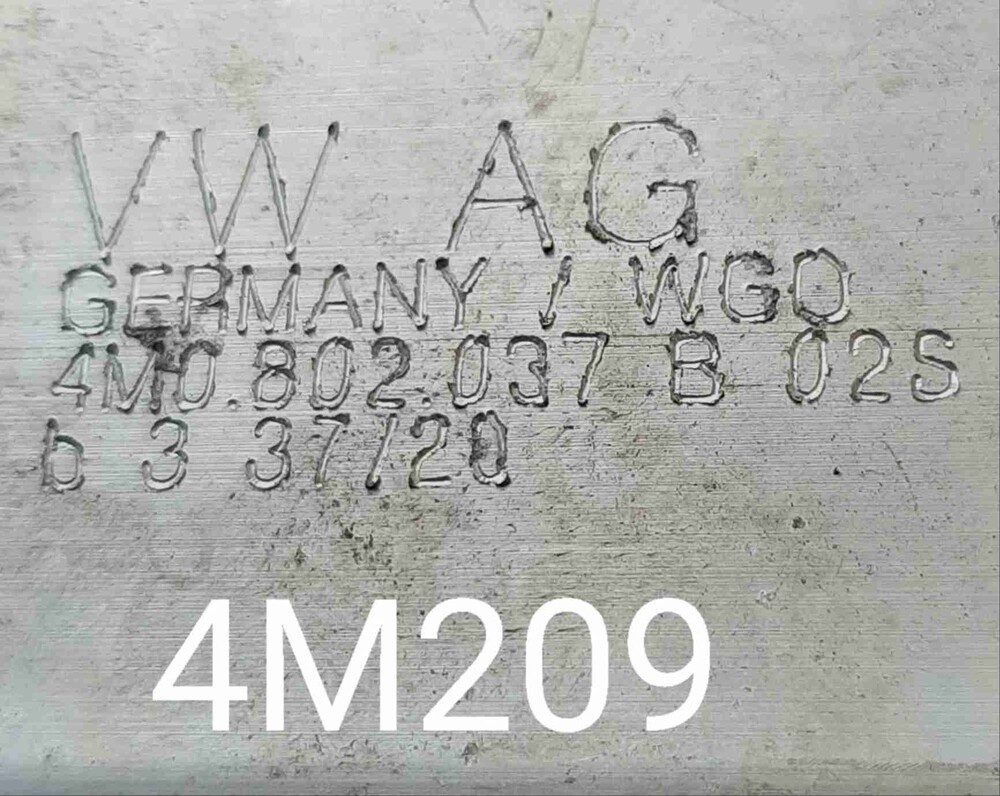 VW AG
GERMANY / WGO
4M0.802.037 B 02S
b 3 37/20
4M209